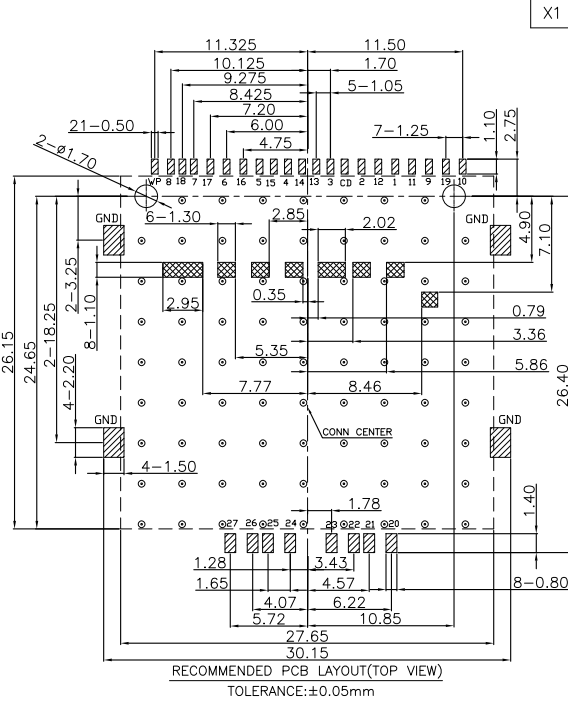 X1
11.325 11.50
10.125 1.70
9.275 5-1.05
8.425
7.20
6.00
21-0.50 7-1.25
4.75
1.10
2.75
2-ø1.70
WP 8 18 7 17 6 16 5 15 4 14 13 3 CD 2 12 1 11 9 19 10
GND 6-1.30 2.85 2.02 GND
4.90
7.10
2-3.25
8-1.10
2.95 0.35 0.79
3.36
5.35 5.86
2-18.25
26.15
24.65
26.40
7.77 8.46
4-2.20
GND GND
CONN CENTER
4-1.50
1.78
1.40
27 26 25 24 23 22 21 20
1.28 3.43
1.65 4.57 8-0.80
4.07 6.22
5.72 10.85
27.65
30.15
RECOMMENDED PCB LAYOUT(TOP VIEW)
TOLERANCE:±0.05mm